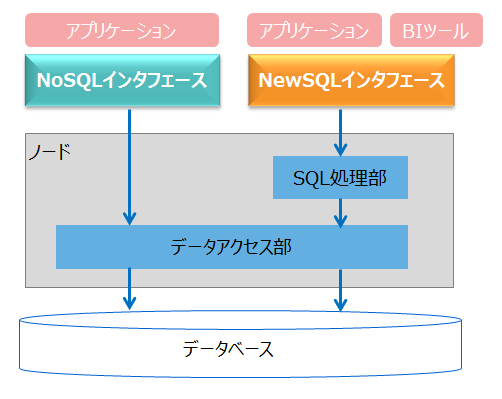 アプリケーション
アプリケーション
BIツール
NoSQLインタフェース
NewSQLインタフェース
ノード
SQL処理部
データアクセス部
データベース